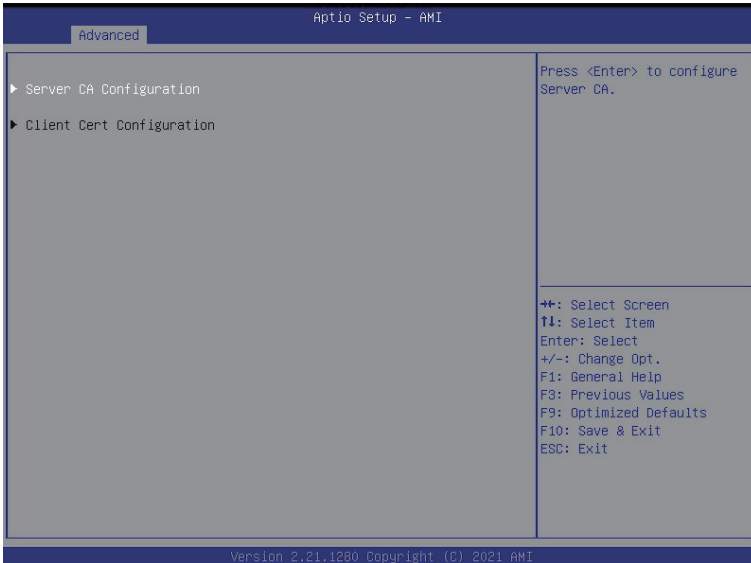 Aptio Setup – AMI
Advanced
▶ Server CA Configuration
▶ Client Cert Configuration
Press <Enter> to configure
Server CA.
→←: Select Screen
↑↓: Select Item
Enter: Select
+/-: Change Opt.
F1: General Help
F3: Previous Values
F9: Optimized Defaults
F10: Save & Exit
ESC: Exit
Version 2.21.1280 Copyright (C) 2021 AMI